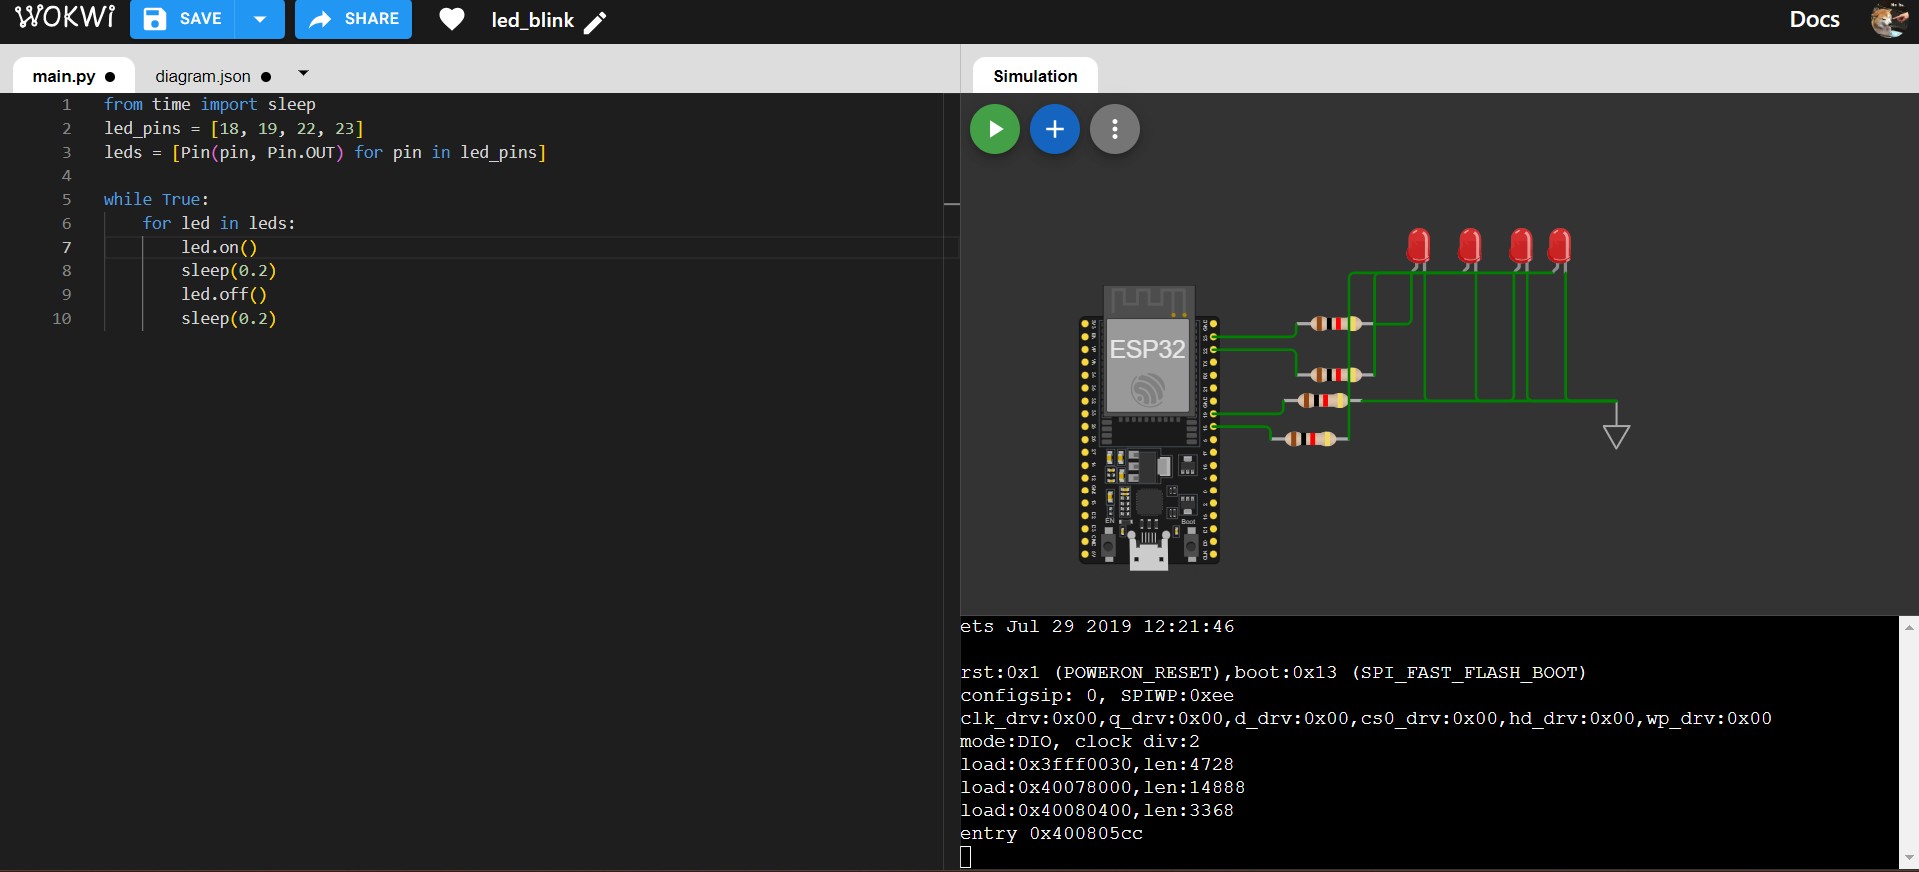 WOKWi
SAVE
SHARE
led_blink
Docs
main.py
diagram.json
Simulation
1 from time import sleep
2 led_pins = [18, 19, 22, 23]
3 leds = [Pin(pin, Pin.OUT) for pin in led_pins]
4
5 while True:
6 for led in leds:
7 led.on()
8 sleep(0.2)
9 led.off()
10 sleep(0.2)
ESP32
EN
Boot
ets Jul 29 2019 12:21:46
rst:0x1 (POWERON_RESET),boot:0x13 (SPI_FAST_FLASH_BOOT)
configsip: 0, SPIWP:0xee
clk_drv:0x00,q_drv:0x00,d_drv:0x00,cs0_drv:0x00,hd_drv:0x00,wp_drv:0x00
mode:DIO, clock div:2
load:0x3fff0030,len:4728
load:0x40078000,len:14888
load:0x40080400,len:3368
entry 0x400805cc